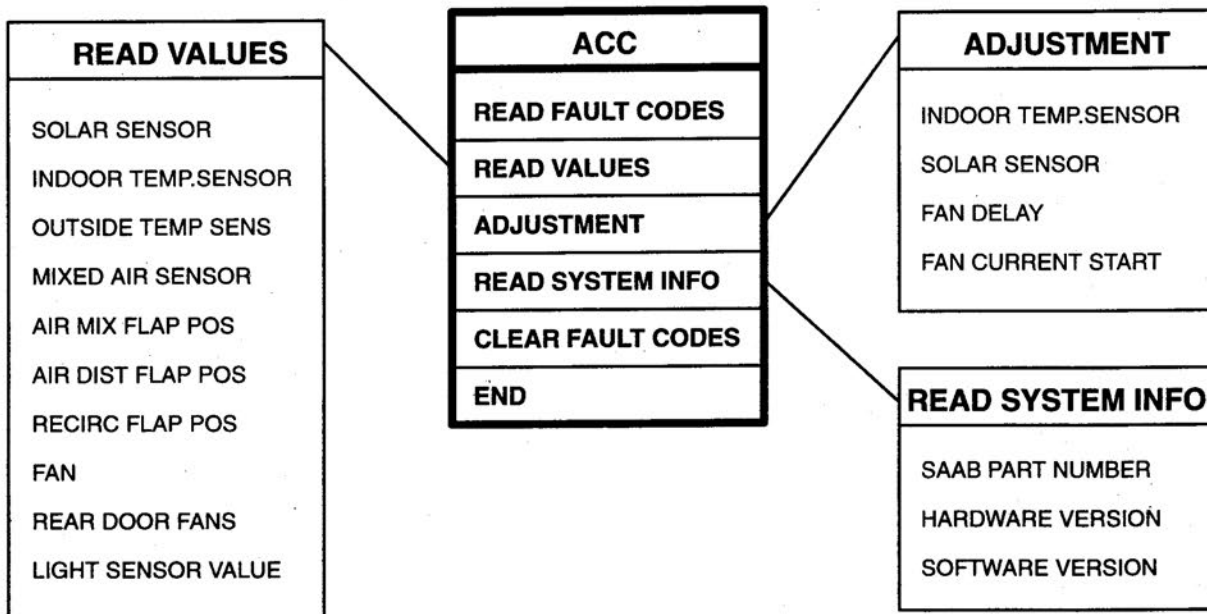 READ VALUES
SOLAR SENSOR
INDOOR TEMP.SENSOR
OUTSIDE TEMP SENS
MIXED AIR SENSOR
AIR MIX FLAP POS
AIR DIST FLAP POS
RECIRC FLAP POS
FAN
REAR DOOR FANS
LIGHT SENSOR VALUE
ACC
READ FAULT CODES
READ VALUES
ADJUSTMENT
READ SYSTEM INFO
CLEAR FAULT CODES
END
ADJUSTMENT
INDOOR TEMP.SENSOR
SOLAR SENSOR
FAN DELAY
FAN CURRENT START
READ SYSTEM INFO
SAAB PART NUMBER
HARDWARE VERSION
SOFTWARE VERSION